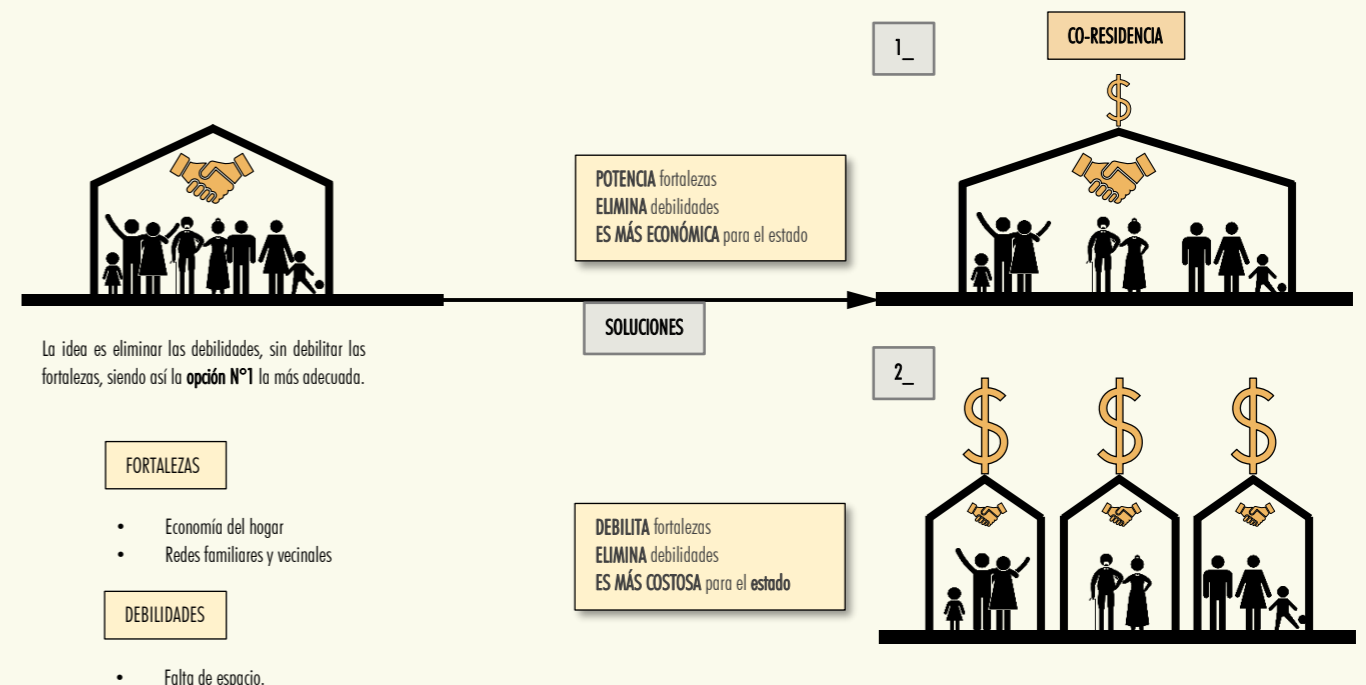 1_
CO-RESIDENCIA
$
POTENCIA fortalezas
ELIMINA debilidades
ES MÁS ECONÓMICA para el estado
SOLUCIONES
La idea es eliminar las debilidades, sin debilitar las
fortalezas, siendo así la opción N°1 la más adecuada.
2_
$ $ $
FORTALEZAS
• Economía del hogar
• Redes familiares y vecinales
DEBILITA fortalezas
ELIMINA debilidades
ES MÁS COSTOSA para el estado
DEBILIDADES
• Falta de espacio.